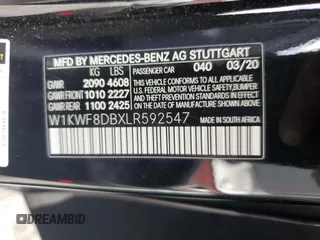 MFD BY MERCEDES-BENZ AG STUTTGART
KG LBS PASSENGER CAR 040 03/20
GVWR 2090 4608
GAWR FRONT 1010 2227
GAWR REAR 1100 2425
THIS VEHICLE CONFORMS TO ALL APPLICABLE
FEDERAL MOTOR VEHICLE SAFETY, BUMPER
AND THEFT PREVENTION STANDARDS IN EFFECT
ON THE DATE OF MANUFACTURE SHOWN ABOVE
W1KWF8DBXLR592547 MADE IN SOUTH AFRICA
DREAMBID